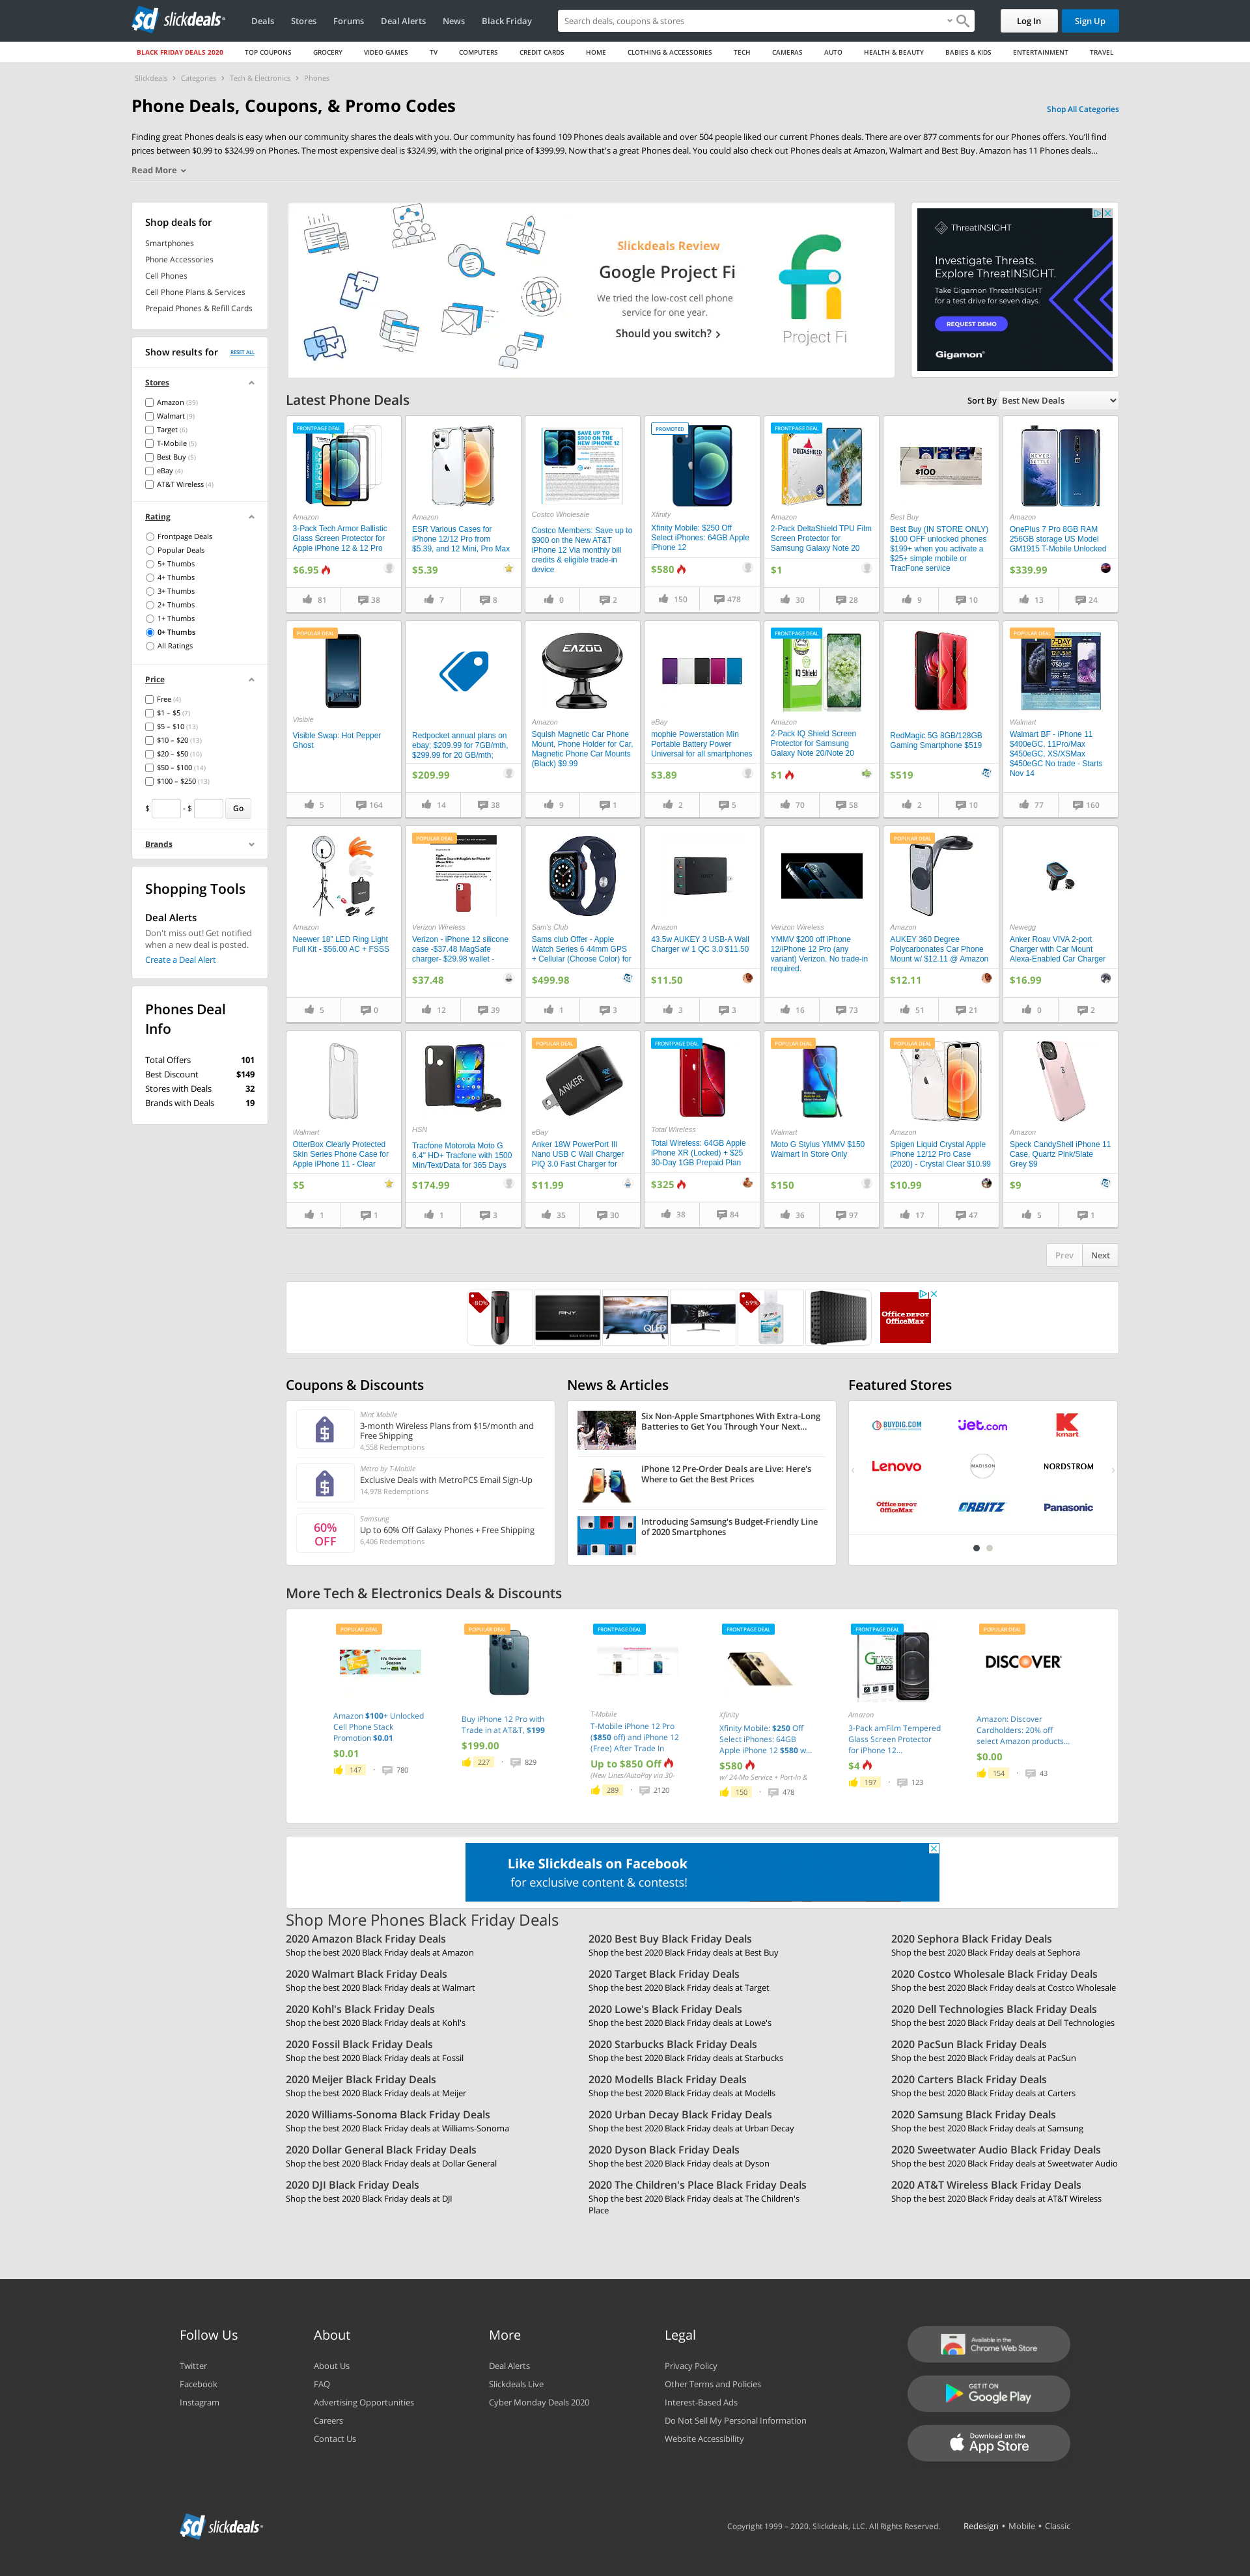 sd slickdeals
Deals Stores Forums Deal Alerts News Black Friday
Search deals, coupons & stores
Log In Sign Up
BLACK FRIDAY DEALS 2020 TOP COUPONS GROCERY VIDEO GAMES TV COMPUTERS CREDIT CARDS HOME CLOTHING & ACCESSORIES TECH CAMERAS AUTO HEALTH & BEAUTY BABIES & KIDS ENTERTAINMENT TRAVEL
Slickdeals > Categories > Tech & Electronics > Phones
Phone Deals, Coupons, & Promo Codes
Shop All Categories
Finding great Phones deals is easy when our community shares the deals with you. Our community has found 109 Phones deals available and over 504 people liked our current Phones deals. There are over 877 comments for our Phones offers. You'll find
prices between $0.99 to $324.99 on Phones. The most expensive deal is $324.99, with the original price of $399.99. Now that's a great Phones deal. You could also check out Phones deals at Amazon, Walmart and Best Buy. Amazon has 11 Phones deals...
Read More
Shop deals for
Smartphones
Phone Accessories
Cell Phones
Cell Phone Plans & Services
Prepaid Phones & Refill Cards
Show results for RESET ALL
Stores
Amazon (39)
Walmart (9)
Target (6)
T-Mobile (5)
Best Buy (5)
eBay (4)
AT&T Wireless (4)
Rating
Frontpage Deals
Popular Deals
5+ Thumbs
4+ Thumbs
3+ Thumbs
2+ Thumbs
1+ Thumbs
0+ Thumbs
All Ratings
Price
Free (4)
$1 – $5 (7)
$5 – $10 (13)
$10 – $20 (13)
$20 – $50 (10)
$50 – $100 (14)
$100 – $250 (13)
$ - $ Go
Brands
Shopping Tools
Deal Alerts
Don't miss out! Get notified
when a new deal is posted.
Create a Deal Alert
Phones Deal
Info
Total Offers 101
Best Discount $149
Stores with Deals 32
Brands with Deals 19
Slickdeals Review
Google Project Fi
We tried the low-cost cell phone
service for one year.
Should you switch? >
Project Fi
ThreatINSIGHT
Investigate Threats.
Explore ThreatINSIGHT.
Take Gigamon ThreatINSIGHT
for a test drive for seven days.
REQUEST DEMO
Gigamon
Latest Phone Deals
Sort By Best New Deals
FRONTPAGE DEAL
Amazon
3-Pack Tech Armor Ballistic
Glass Screen Protector for
Apple iPhone 12 & 12 Pro
$6.95
81 38
Amazon
ESR Various Cases for
iPhone 12/12 Pro from
$5.39, and 12 Mini, Pro Max
$5.39
7 8
SAVE UP TO
$900 ON THE
NEW IPHONE 12
Costco Wholesale
Costco Members: Save up to
$900 on the New AT&T
iPhone 12 Via monthly bill
credits & eligible trade-in
device
0 2
PROMOTED
Xfinity
Xfinity Mobile: $250 Off
Select iPhones: 64GB Apple
iPhone 12
$580
150 478
FRONTPAGE DEAL
DELTASHIELD
Amazon
2-Pack DeltaShield TPU Film
Screen Protector for
Samsung Galaxy Note 20
$1
30 28
$100
Best Buy
Best Buy (IN STORE ONLY)
$100 OFF unlocked phones
$199+ when you activate a
$25+ simple mobile or
TracFone service
9 10
Amazon
OnePlus 7 Pro 8GB RAM
256GB storage US Model
GM1915 T-Mobile Unlocked
$339.99
13 24
POPULAR DEAL
Visible
Visible Swap: Hot Pepper
Ghost
5
Redpocket annual plans on
ebay; $209.99 for 7GB/mth,
$299.99 for 20 GB/mth;
$209.99
164
14 38
EAZOO
Amazon
Squish Magnetic Car Phone
Mount, Phone Holder for Car,
Magnetic Phone Car Mounts
(Black) $9.99
9 1
eBay
mophie Powerstation Min
Portable Battery Power
Universal for all smartphones
$3.89
2 5
FRONTPAGE DEAL
IQ Shield
Amazon
2-Pack IQ Shield Screen
Protector for Samsung
Galaxy Note 20/Note 20
$1
70 58
RedMagic 5G 8GB/128GB
Gaming Smartphone $519
$519
2 10
POPULAR DEAL
Walmart
Walmart BF - iPhone 11
$400eGC, 11Pro/Max
$450eGC, XS/XSMax
$450eGC No trade - Starts
Nov 14
77 160
Amazon
Neewer 18" LED Ring Light
Full Kit - $56.00 AC + FSSS
5 0
POPULAR DEAL
Verizon Wireless
Verizon - iPhone 12 silicone
case -$37.48 MagSafe
charger- $29.98 wallet -
$37.48
12 39
Sam's Club
Sams club Offer - Apple
Watch Series 6 44mm GPS
+ Cellular (Choose Color) for
$498.98
1 3
Amazon
43.5w AUKEY 3 USB-A Wall
Charger w/ 1 QC 3.0 $11.50
$11.50
3 3
Verizon Wireless
YMMV $200 off iPhone
12/iPhone 12 Pro (any
variant) Verizon. No trade-in
required.
16 73
POPULAR DEAL
Amazon
AUKEY 360 Degree
Polycarbonates Car Phone
Mount w/ $12.11 @ Amazon
$12.11
51 21
Newegg
Anker Roav VIVA 2-port
Charger with Car Mount
Alexa-Enabled Car Charger
$16.99
0 2
Walmart
OtterBox Clearly Protected
Skin Series Phone Case for
Apple iPhone 11 - Clear
$5
1 1
HSN
Tracfone Motorola Moto G
6.4" HD+ Tracfone with 1500
Min/Text/Data for 365 Days
$174.99
1 3
POPULAR DEAL
ANKER
eBay
Anker 18W PowerPort III
Nano USB C Wall Charger
PIQ 3.0 Fast Charger for
$11.99
35 30
FRONTPAGE DEAL
Total Wireless
Total Wireless: 64GB Apple
iPhone XR (Locked) + $25
30-Day 1GB Prepaid Plan
$325
38 84
POPULAR DEAL
Walmart
Moto G Stylus YMMV $150
Walmart In Store Only
$150
36 97
POPULAR DEAL
Amazon
Spigen Liquid Crystal Apple
iPhone 12/12 Pro Case
(2020) - Crystal Clear $10.99
$10.99
17 47
Amazon
Speck CandyShell iPhone 11
Case, Quartz Pink/Slate
Grey $9
$9
5 1
Prev Next
-80% PNY QLED -59% Office DEPOT OfficeMax
Coupons & Discounts
Mint Mobile
3-month Wireless Plans from $15/month and
Free Shipping
4,558 Redemptions
Metro by T-Mobile
Exclusive Deals with MetroPCS Email Sign-Up
14,978 Redemptions
60%
OFF
Samsung
Up to 60% Off Galaxy Phones + Free Shipping
6,406 Redemptions
News & Articles
Six Non-Apple Smartphones With Extra-Long
Batteries to Get You Through Your Next...
iPhone 12 Pre-Order Deals are Live: Here's
Where to Get the Best Prices
Introducing Samsung's Budget-Friendly Line
of 2020 Smartphones
Featured Stores
BUYDIG.COM jet.com kmart
Lenovo MADISON NORDSTROM
Office DEPOT OfficeMax ORBITZ Panasonic
More Tech & Electronics Deals & Discounts
POPULAR DEAL
It's Rewards
Season
Amazon $100+ Unlocked
Cell Phone Stack
Promotion $0.01
$0.01
147 780
POPULAR DEAL
Buy iPhone 12 Pro with
Trade in at AT&T, $199
$199.00
227 829
FRONTPAGE DEAL
T-Mobile
T-Mobile iPhone 12 Pro
($850 off) and iPhone 12
(Free) After Trade In
Up to $850 Off
(New Lines/AutoPay via 30-
289 2120
FRONTPAGE DEAL
Xfinity
Xfinity Mobile: $250 Off
Select iPhones: 64GB
Apple iPhone 12 $580 w...
$580
w/ 24-Mo Service + Port-In &
150 478
FRONTPAGE DEAL
GLASS
Amazon
3-Pack amFilm Tempered
Glass Screen Protector
for iPhone 12...
$4
197 123
POPULAR DEAL
DISCOVER
Amazon: Discover
Cardholders: 20% off
select Amazon products...
$0.00
154 43
Like Slickdeals on Facebook
for exclusive content & contests!
Shop More Phones Black Friday Deals
2020 Amazon Black Friday Deals
Shop the best 2020 Black Friday deals at Amazon
2020 Best Buy Black Friday Deals
Shop the best 2020 Black Friday deals at Best Buy
2020 Sephora Black Friday Deals
Shop the best 2020 Black Friday deals at Sephora
2020 Walmart Black Friday Deals
Shop the best 2020 Black Friday deals at Walmart
2020 Target Black Friday Deals
Shop the best 2020 Black Friday deals at Target
2020 Costco Wholesale Black Friday Deals
Shop the best 2020 Black Friday deals at Costco Wholesale
2020 Kohl's Black Friday Deals
Shop the best 2020 Black Friday deals at Kohl's
2020 Lowe's Black Friday Deals
Shop the best 2020 Black Friday deals at Lowe's
2020 Dell Technologies Black Friday Deals
Shop the best 2020 Black Friday deals at Dell Technologies
2020 Fossil Black Friday Deals
Shop the best 2020 Black Friday deals at Fossil
2020 Starbucks Black Friday Deals
Shop the best 2020 Black Friday deals at Starbucks
2020 PacSun Black Friday Deals
Shop the best 2020 Black Friday deals at PacSun
2020 Meijer Black Friday Deals
Shop the best 2020 Black Friday deals at Meijer
2020 Modells Black Friday Deals
Shop the best 2020 Black Friday deals at Modells
2020 Carters Black Friday Deals
Shop the best 2020 Black Friday deals at Carters
2020 Williams-Sonoma Black Friday Deals
Shop the best 2020 Black Friday deals at Williams-Sonoma
2020 Urban Decay Black Friday Deals
Shop the best 2020 Black Friday deals at Urban Decay
2020 Samsung Black Friday Deals
Shop the best 2020 Black Friday deals at Samsung
2020 Dollar General Black Friday Deals
Shop the best 2020 Black Friday deals at Dollar General
2020 Dyson Black Friday Deals
Shop the best 2020 Black Friday deals at Dyson
2020 Sweetwater Audio Black Friday Deals
Shop the best 2020 Black Friday deals at Sweetwater Audio
2020 DJI Black Friday Deals
Shop the best 2020 Black Friday deals at DJI
2020 The Children's Place Black Friday Deals
Shop the best 2020 Black Friday deals at The Children's
Place
2020 AT&T Wireless Black Friday Deals
Shop the best 2020 Black Friday deals at AT&T Wireless
Follow Us
Twitter
Facebook
Instagram
About
About Us
FAQ
Advertising Opportunities
Careers
Contact Us
More
Deal Alerts
Slickdeals Live
Cyber Monday Deals 2020
Legal
Privacy Policy
Other Terms and Policies
Interest-Based Ads
Do Not Sell My Personal Information
Website Accessibility
Available in the
Chrome Web Store
GET IT ON
Google Play
Download on the
App Store
sd slickdeals
Copyright 1999 – 2020. Slickdeals, LLC. All Rights Reserved.
Redesign • Mobile • Classic